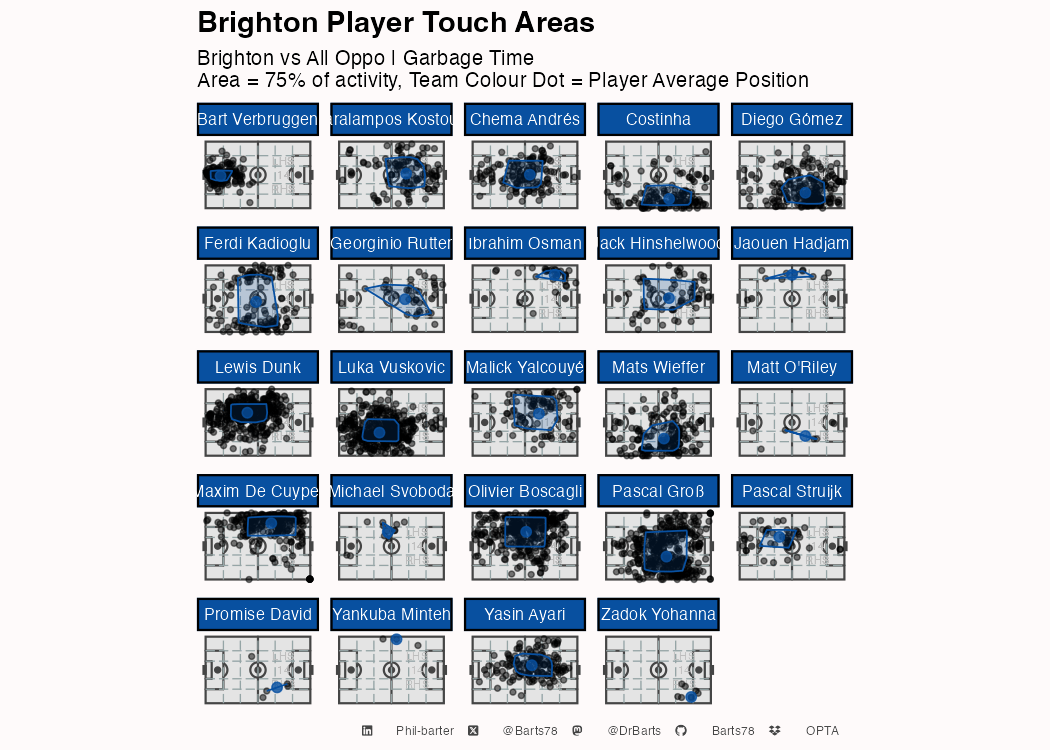 Brighton Player Touch Areas
Brighton vs All Oppo | Garbage Time
Area = 75% of activity, Team Colour Dot = Player Average Position
Bart Verbruggen aralampos Kostou Chema Andrés Costinha Diego Gómez
Ferdi Kadioglu Georginio Rutter Ibrahim Osman Jack Hinshelwood Jaouen Hadjam
Lewis Dunk Luka Vuskovic Malick Yalcouyé Mats Wieffer Matt O'Riley
Maxim De Cuype Michael Svoboda Olivier Boscagli Pascal Groß Pascal Struijk
Promise David Yankuba Minteh Yasin Ayari Zadok Yohanna
Phil-barter @Barts78 @DrBarts Barts78 OPTA